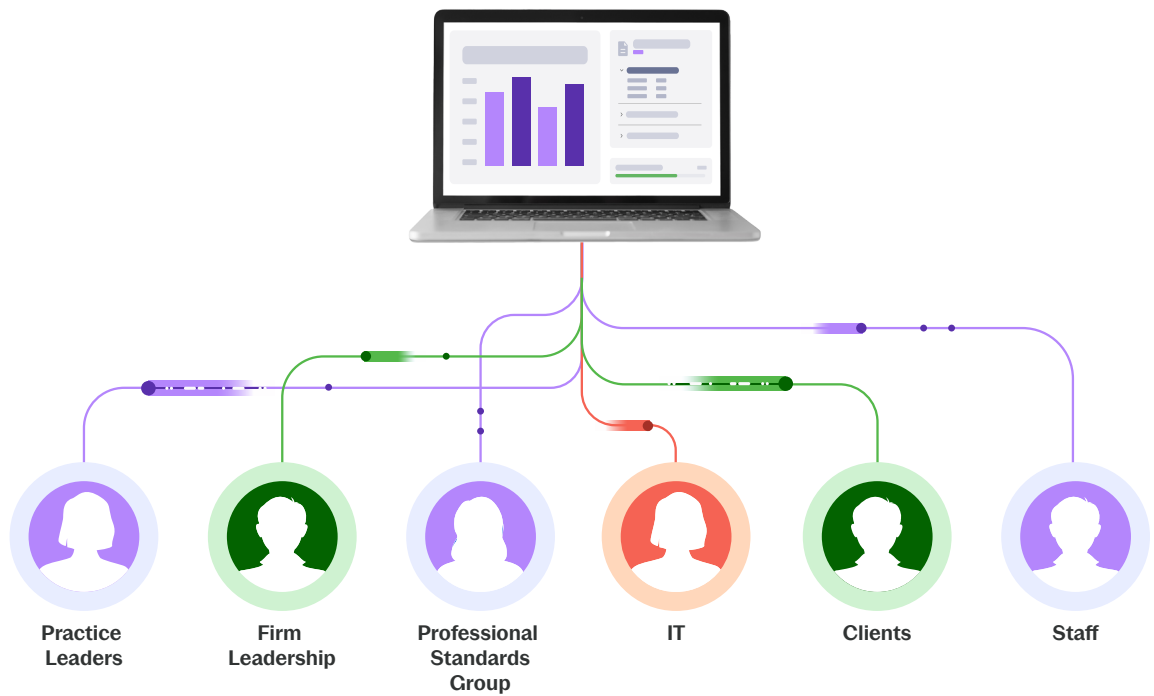 Practice
Leaders
Firm
Leadership
Professional
Standards
Group
IT
Clients
Staff